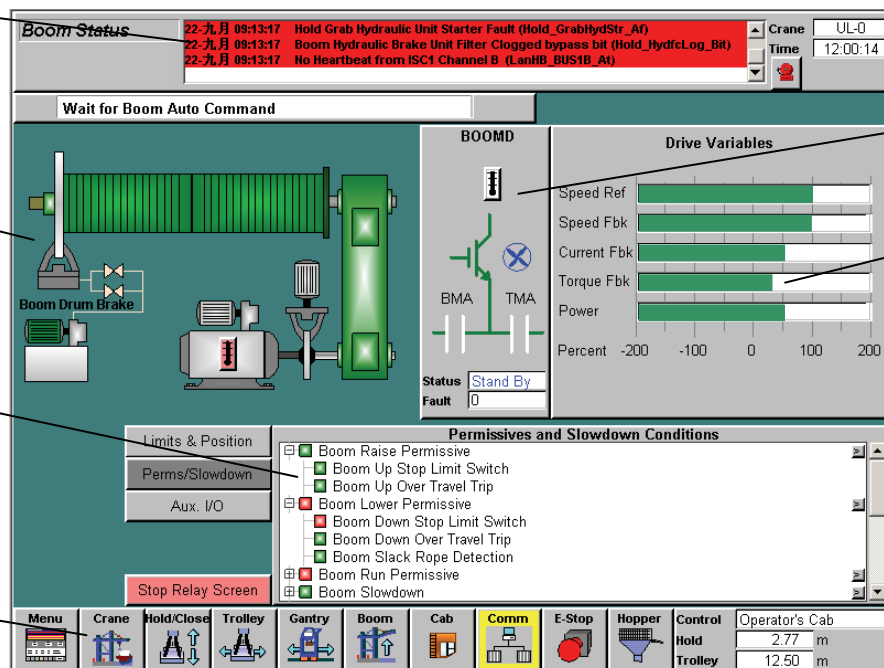 Boom Status
22-九月 09:13:17 Hold Grab Hydraulic Unit Starter Fault (Hold_GrabHydStr_Af)
22-九月 09:13:17 Boom Hydraulic Brake Unit Filter Clogged bypass bit (Hold_HydfcLog_Bit)
22-九月 09:13:17 No Heartbeat from ISC1 Channel B (LanHB_BUS1B_At)
Crane UL-0
Time 12:00:14
Wait for Boom Auto Command
BOOMD
Drive Variables
Speed Ref
Speed Fbk
Current Fbk
Torque Fbk
Power
Percent -200 -100 0 100 200
BMA TMA
Boom Drum Brake
Status Stand By
Fault 0
Limits & Position
Perms/Slowdown
Aux. I/O
Stop Relay Screen
Permissives and Slowdown Conditions
Boom Raise Permissive
Boom Up Stop Limit Switch
Boom Up Over Travel Trip
Boom Lower Permissive
Boom Down Stop Limit Switch
Boom Down Over Travel Trip
Boom Slack Rope Detection
Boom Run Permissive
Boom Slowdown
Menu Crane Hold/Close Trolley Gantry Boom Cab Comm E-Stop Hopper
Control Operator's Cab
Hold 2.77 m
Trolley 12.50 m